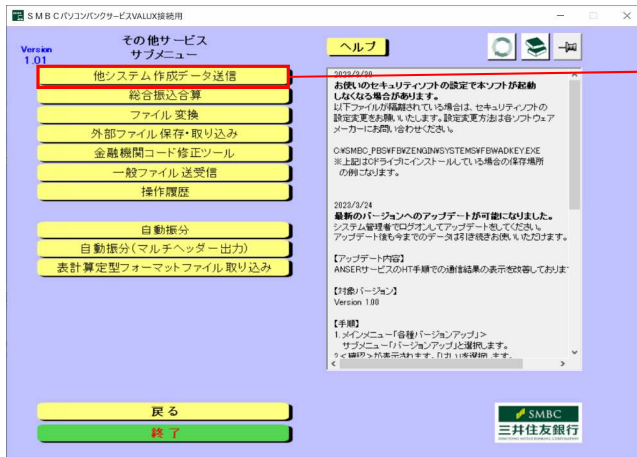 SMBCパソコンバンクサービスVALUX接続用
Version
1.01
その他サービス
サブメニュー
ヘルプ
他システム作成データ送信
総合振込合算
ファイル変換
外部ファイル保存・取り込み
金融機関コード修正ツール
一般ファイル送受信
操作履歴
自動振分
自動振分(マルチヘッダー出力)
表計算定型フォーマットファイル取り込み
戻る
終了
2023/3/30
お使いのセキュリティソフトの設定で本ソフトが起動
しなくなる場合があります。
以下ファイルが隔離されている場合は、セキュリティソフトの
設定変更をお願いいたします。設定変更方法は各ソフトウェア
メーカーにお問い合わせください。
C:¥SMBC_PBS¥FBWZENGIN¥SYSTEMS¥FBWADKEY.EXE
※上記はCドライブにインストールしている場合の保存場所
の例になります。
2023/3/24
最新のバージョンへのアップデートが可能になりました。
システム管理者でログオンしてアップデートをしてください。
アップデート後も今までのデータは引き続きお使いいただけます。
【アップデート内容】
ANSERサービスのHT手順での通信結果の表示を改善しておりま
【対象バージョン】
Version 1.00
【手順】
1.メインメニュー「各種バージョンアップ」>
サブメニュー「バージョンアップ」と選択します。
2.<確認>が表示されます。「はい」を選択します。
SMBC
三井住友銀行